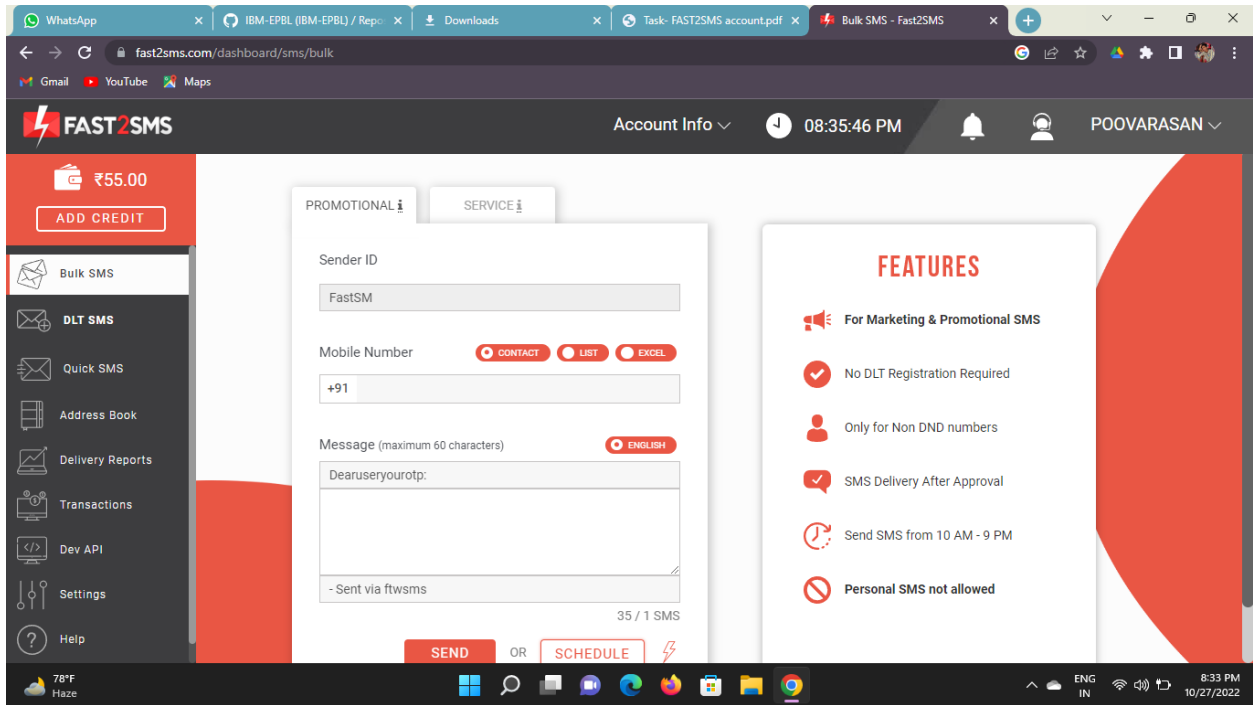 WhatsApp
IBM-EPBL (IBM-EPBL) / Repo
Downloads
Task- FAST2SMS account.pdf
Bulk SMS - Fast2SMS
fast2sms.com/dashboard/sms/bulk
Gmail
YouTube
Maps
FAST2SMS
Account Info
08:35:46 PM
POOVARASAN
₹55.00
ADD CREDIT
Bulk SMS
DLT SMS
Quick SMS
Address Book
Delivery Reports
Transactions
Dev API
Settings
Help
PROMOTIONAL i
SERVICE i
Sender ID
FastSM
Mobile Number
CONTACT
LIST
EXCEL
+91
Message (maximum 60 characters)
ENGLISH
Dearuseryourotp:
- Sent via ftwsms
35 / 1 SMS
SEND
OR
SCHEDULE
FEATURES
For Marketing & Promotional SMS
No DLT Registration Required
Only for Non DND numbers
SMS Delivery After Approval
Send SMS from 10 AM - 9 PM
Personal SMS not allowed
78°F
Haze
ENG
IN
8:33 PM
10/27/2022